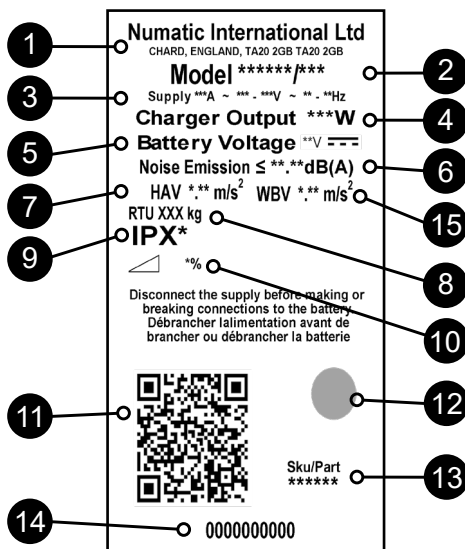 Numatic International Ltd
1
CHARD, ENGLAND, TA20 2GB TA20 2GB
Model ******/***
2
3
Supply ***A ~ *** - ***V ~ ** - **Hz
Charger Output ***W
4
5
Battery Voltage **V
Noise Emission ≤ **.**dB(A)
6
7
HAV *.** m/s²
WBV *.** m/s²
15
RTU XXX kg
9
IPX*
8
*%
10
Disconnect the supply before making or
breaking connections to the battery.
Débrancher lalimentation avant de
brancher ou débrancher la batterie
11
12
Sku/Part
******
13
14
0000000000